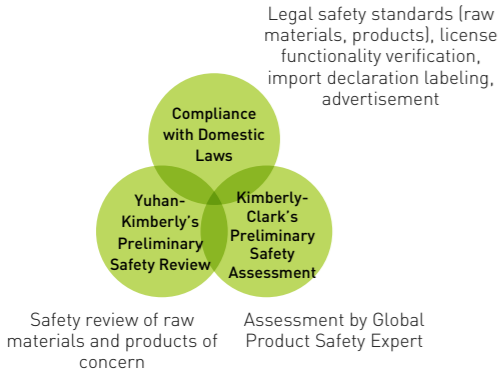 Legal safety standards (raw
materials, products), license
functionality verification,
import declaration labeling,
advertisement
Compliance
with Domestic
Laws
Yuhan-
Kimberly's
Preliminary
Safety Review
Kimberly-
Clark's
Preliminary
Safety
Assessment
Safety review of raw
materials and products of
concern
Assessment by Global
Product Safety Expert